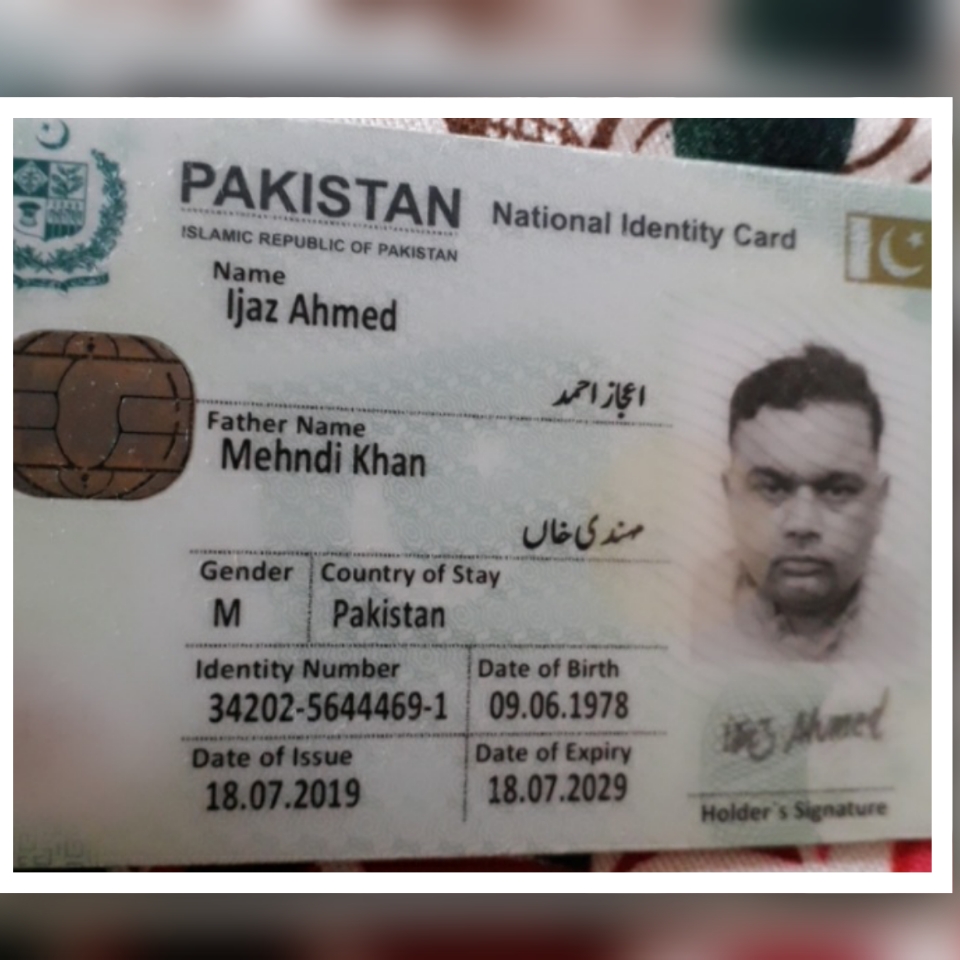 PAKISTAN
National Identity Card
ISLAMIC REPUBLIC OF PAKISTAN
Name
Ijaz Ahmed
اعجاز احمد
Father Name
Mehndi Khan
مہندی خاں
Gender
Country of Stay
M
Pakistan
Identity Number
Date of Birth
34202-5644469-1
09.06.1978
Date of Issue
Date of Expiry
18.07.2019
18.07.2029
Ijaz Ahmed
Holder's Signature